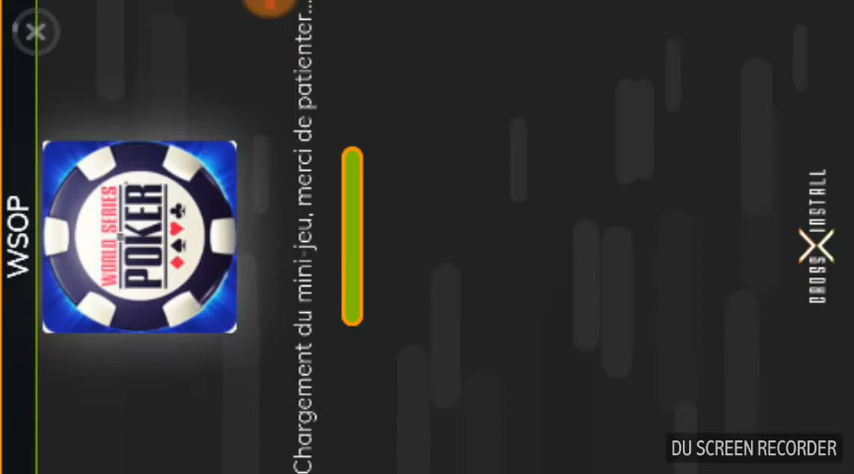 WSOP
WORLD SERIES
OF
POKER
Chargement du mini-jeu, merci de patienter...
CROSS X INSTALL
DU SCREEN RECORDER